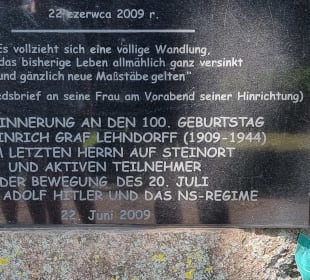 22 czerwca 2009 r.
Es vollzieht sich eine völlige Wandlung,
das bisherige Leben allmählich ganz versinkt
und gänzlich neue Maßstäbe gelten"
edsbrief an seine Frau am Vorabend seiner Hinrichtung)
INNERUNG AN DEN 100. GEBURTSTAG
INRICH GRAF LEHNDORFF (1909-1944)
LETZTEN HERRN AUF STEINORT
UND AKTIVEN TEILNEHMER
DER BEWEGUNG DES 20. JULI
ADOLF HITLER UND DAS NS-REGIME
22. Juni 2009